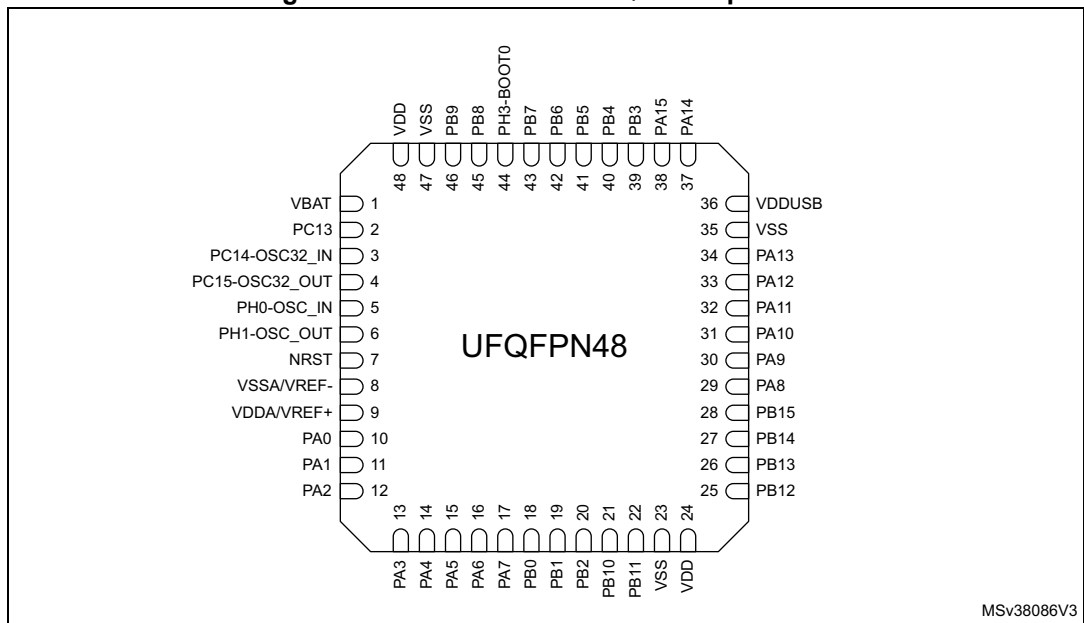 VDD
VSS
PB9
PB8
PH3-BOOT0
PB7
PB6
PB5
PB4
PB3
PA15
PA14
48
47
46
45
44
43
42
41
40
39
38
37
VBAT 1
PC13 2
PC14-OSC32_IN 3
PC15-OSC32_OUT 4
PH0-OSC_IN 5
PH1-OSC_OUT 6
NRST 7
VSSA/VREF- 8
VDDA/VREF+ 9
PA0 10
PA1 11
PA2 12
UFQFPN48
36 VDDUSB
35 VSS
34 PA13
33 PA12
32 PA11
31 PA10
30 PA9
29 PA8
28 PB15
27 PB14
26 PB13
25 PB12
13
14
15
16
17
18
19
20
21
22
23
24
PA3
PA4
PA5
PA6
PA7
PB0
PB1
PB2
PB10
PB11
VSS
VDD
MSv38086V3